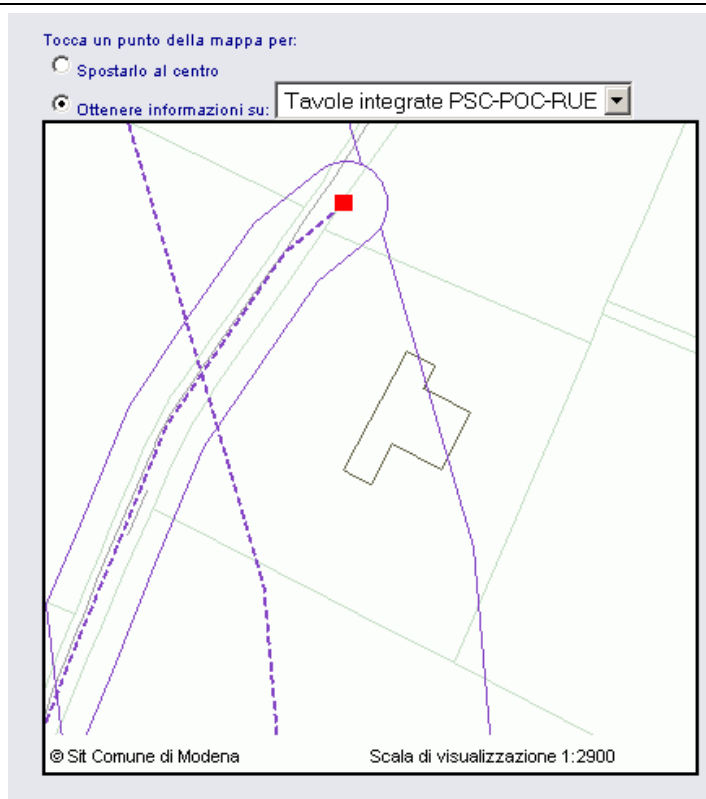 Tocca un punto della mappa per:
Spostarlo al centro
Ottenere informazioni su: Tavole integrate PSC-POC-RUE
© Sit Comune di Modena Scala di visualizzazione 1:2900